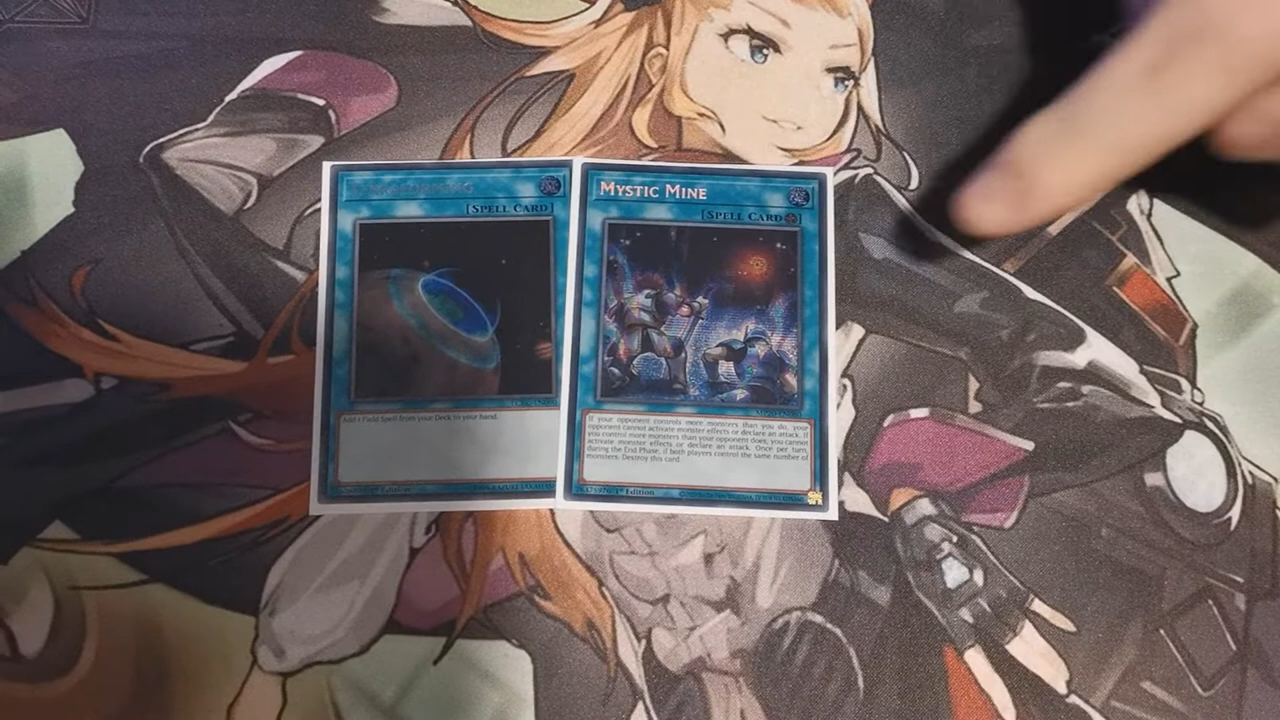 [SPELL CARD]
Add 1 Field Spell from your Deck to your hand.
1st Edition
MYSTIC MINE
[SPELL CARD]
If your opponent controls more monsters than you do, your
opponent cannot activate monster effects or declare an attack. If
you control more monsters than your opponent does, you cannot
activate monster effects or declare an attack. Once per turn,
during the End Phase, if both players control the same number of
monsters: Destroy this card.
1st Edition